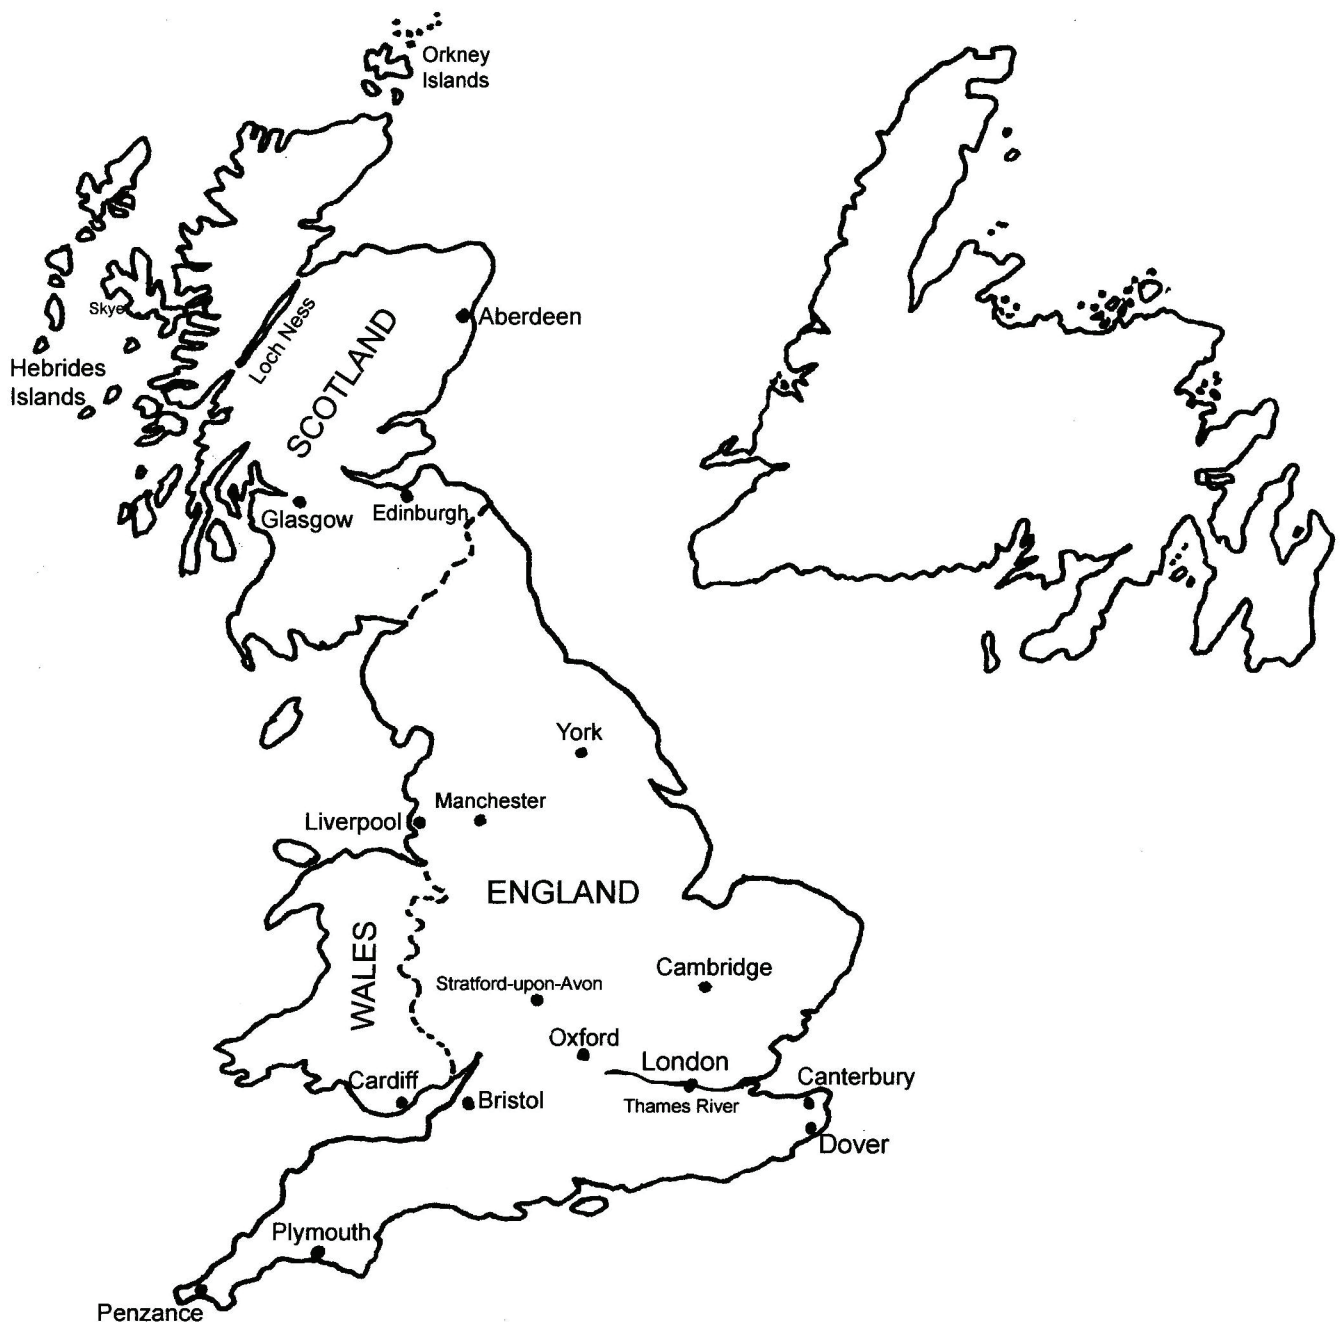 Orkney
Islands
Skye
Hebrides
Islands
Loch Ness
SCOTLAND
Aberdeen
Glasgow
Edinburgh
York
Manchester
Liverpool
ENGLAND
WALES
Stratford-upon-Avon
Cambridge
Oxford
London
Thames River
Canterbury
Dover
Cardiff
Bristol
Plymouth
Penzance